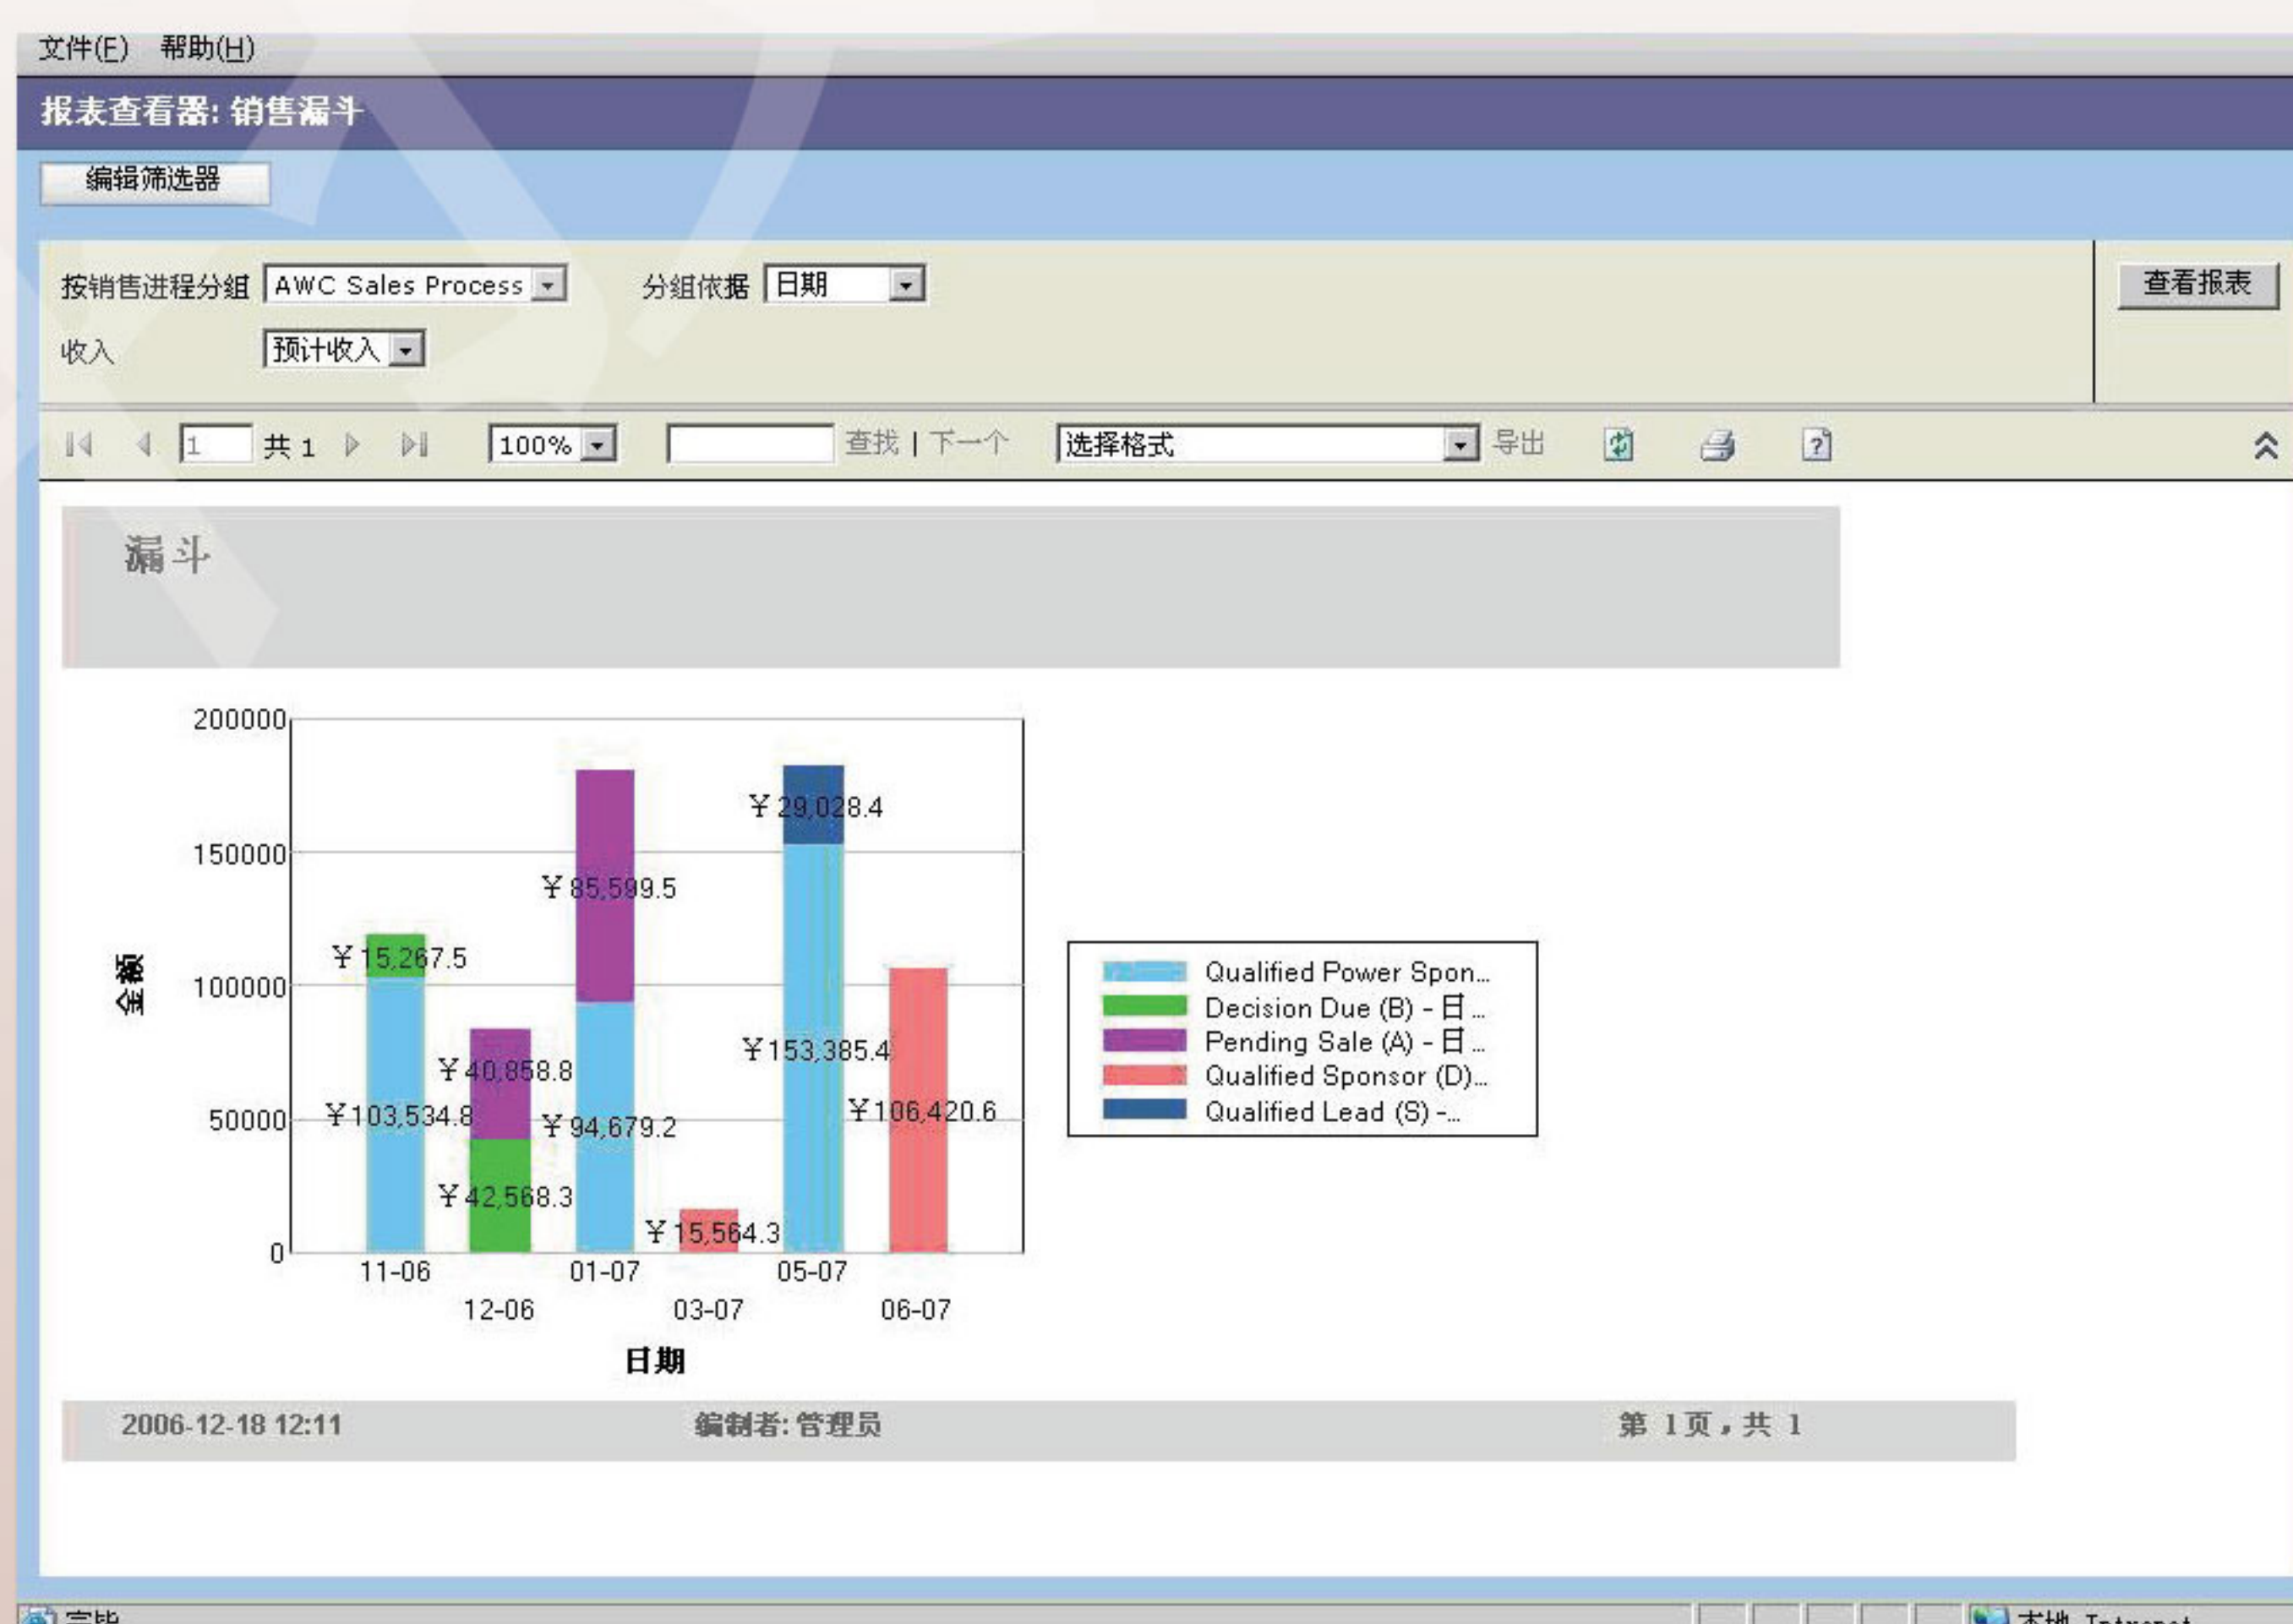 文件(F) 帮助(H)
报表查看器: 销售漏斗
编辑筛选器
按销售进程分组 AWC Sales Process 分组依据 日期 查看报表
收入 预计收入
1 共 1 100% 查找 | 下一个 选择格式 导出
漏斗
200000
150000
100000
50000
0
金额
¥15,267.5
¥103,534.8
¥40,858.8
¥42,568.3
¥85,599.5
¥94,679.2
¥15,564.3
¥29,028.4
¥153,385.4
¥106,420.6
11-06
12-06
01-07
03-07
05-07
06-07
日期
Qualified Power Spon...
Decision Due (B) - 日 ...
Pending Sale (A) - 日 ...
Qualified Sponsor (D)...
Qualified Lead (S) -...
2006-12-18 12:11 编制者: 管理员 第 1页，共 1
完毕 本地 Intranet